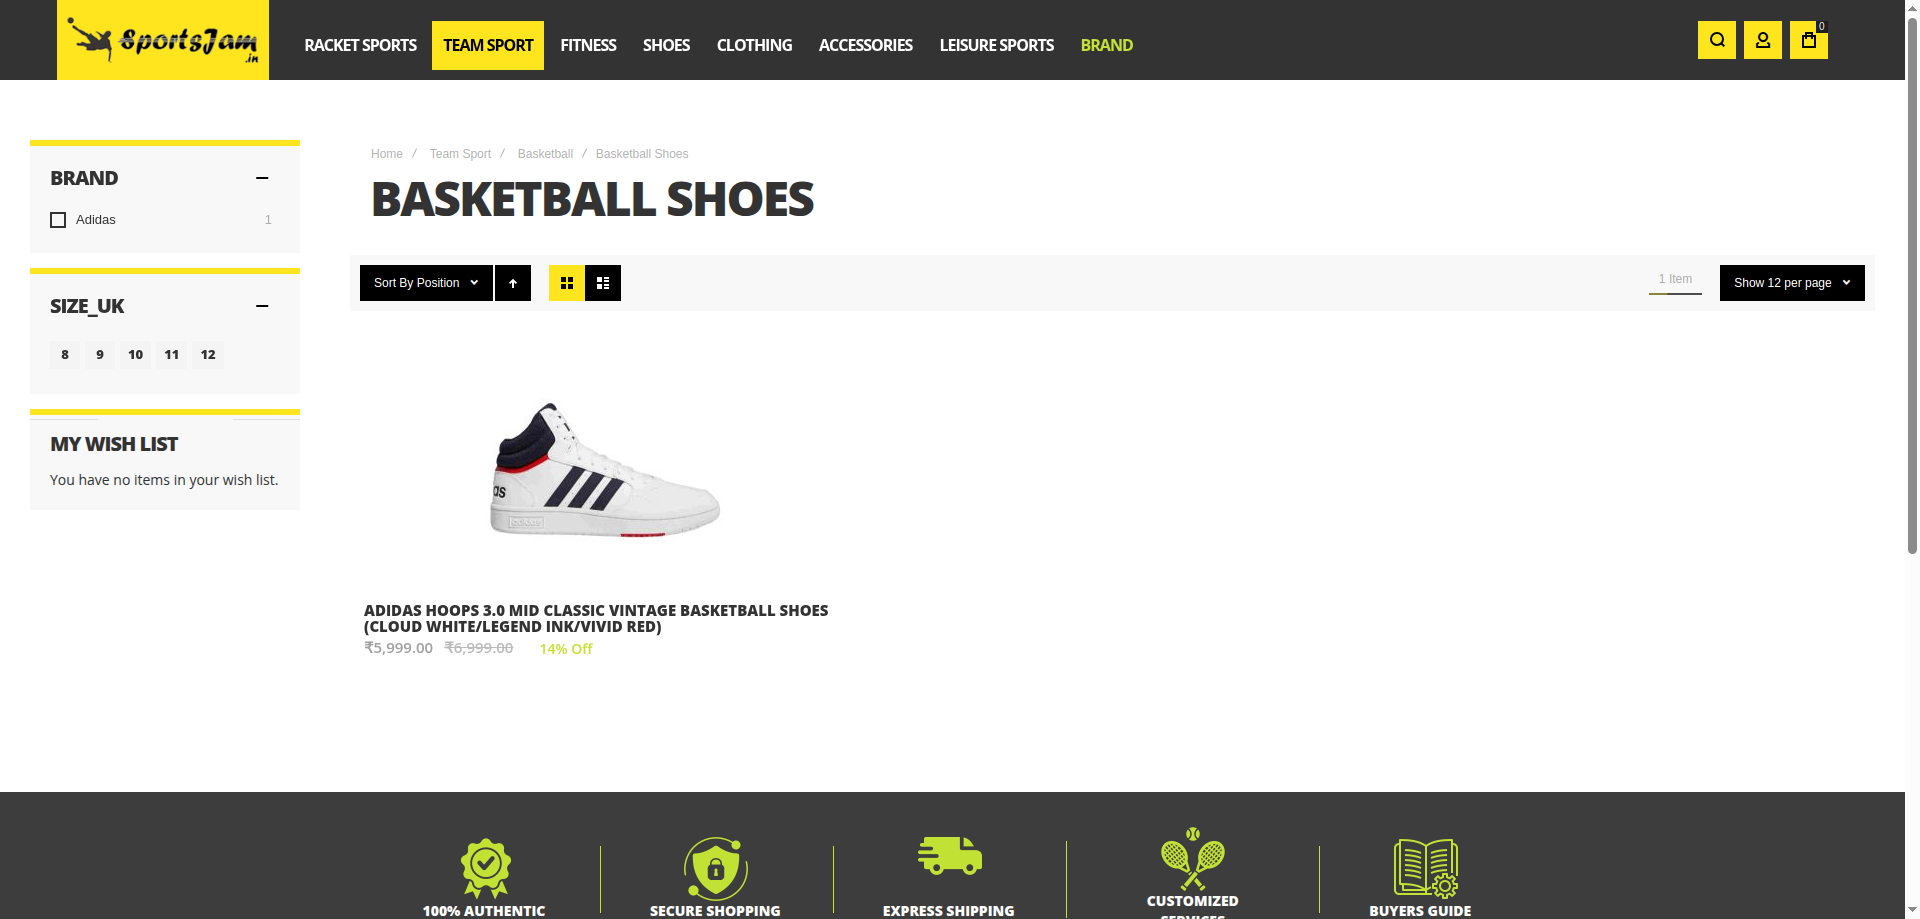 SportsJam
.in
RACKET SPORTS
TEAM SPORT
FITNESS
SHOES
CLOTHING
ACCESSORIES
LEISURE SPORTS
BRAND
0
BRAND
Adidas 1
SIZE_UK
8 9 10 11 12
MY WISH LIST
You have no items in your wish list.
Home / Team Sport / Basketball / Basketball Shoes
BASKETBALL SHOES
Sort By Position
1 Item
Show 12 per page
as
adidas
ADIDAS HOOPS 3.0 MID CLASSIC VINTAGE BASKETBALL SHOES
(CLOUD WHITE/LEGEND INK/VIVID RED)
₹5,999.00 ₹6,999.00 14% Off
100% AUTHENTIC
SECURE SHOPPING
EXPRESS SHIPPING
CUSTOMIZED
SERVICES
BUYERS GUIDE